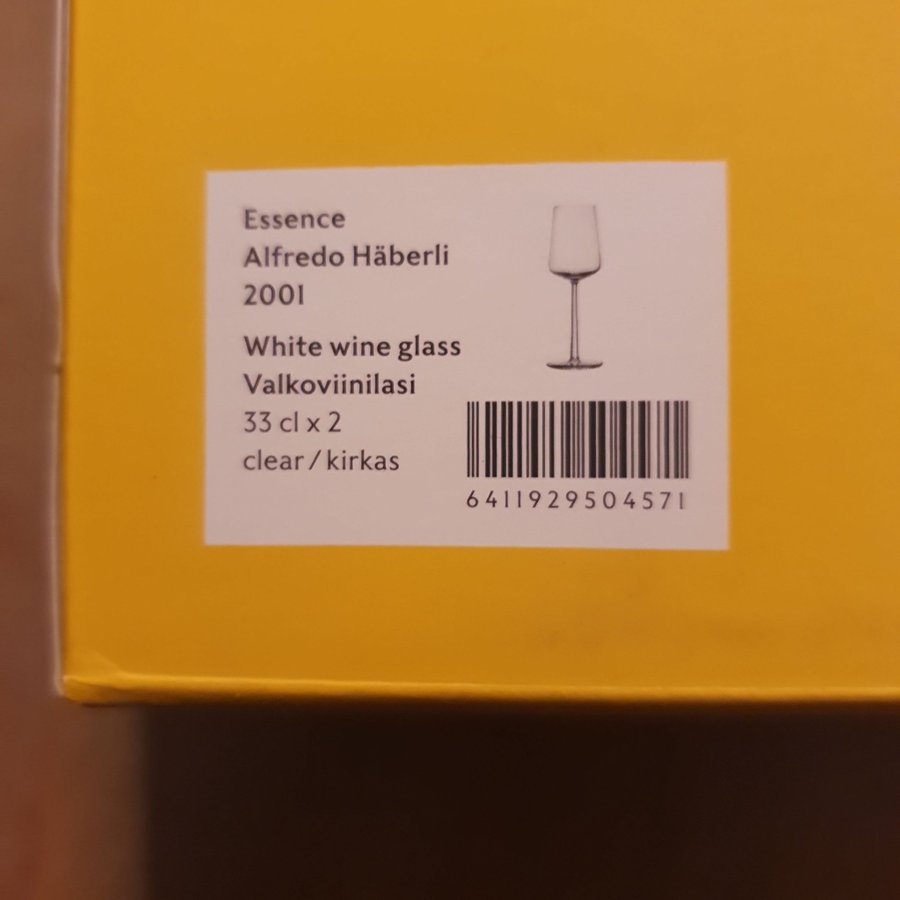 Essence
Alfredo Häberli
2001
White wine glass
Valkoviinilasi
33 cl x 2
clear / kirkas
6411929504571